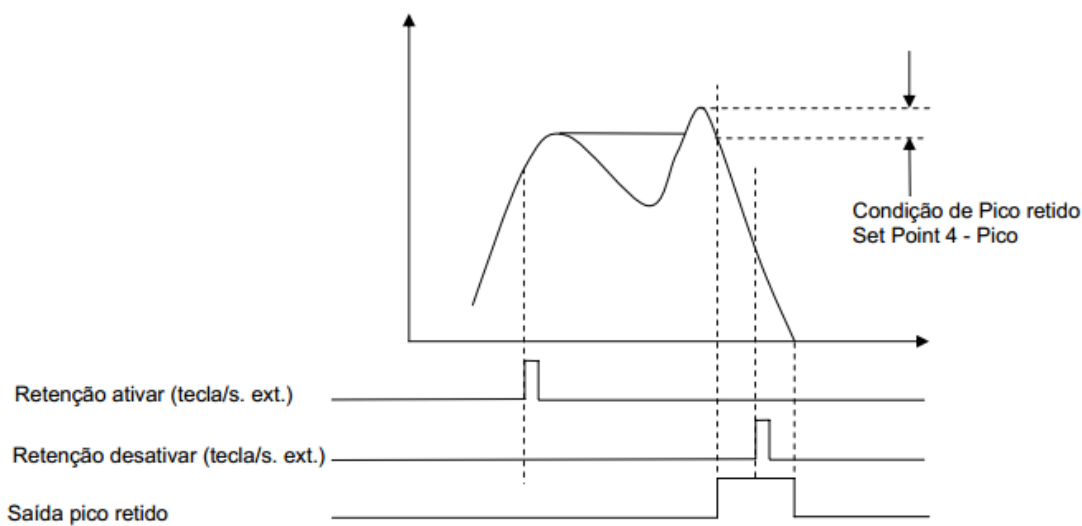 Condição de Pico retido
Set Point 4 - Pico
Retenção ativar (tecla/s. ext.)
Retenção desativar (tecla/s. ext.)
Saída pico retido